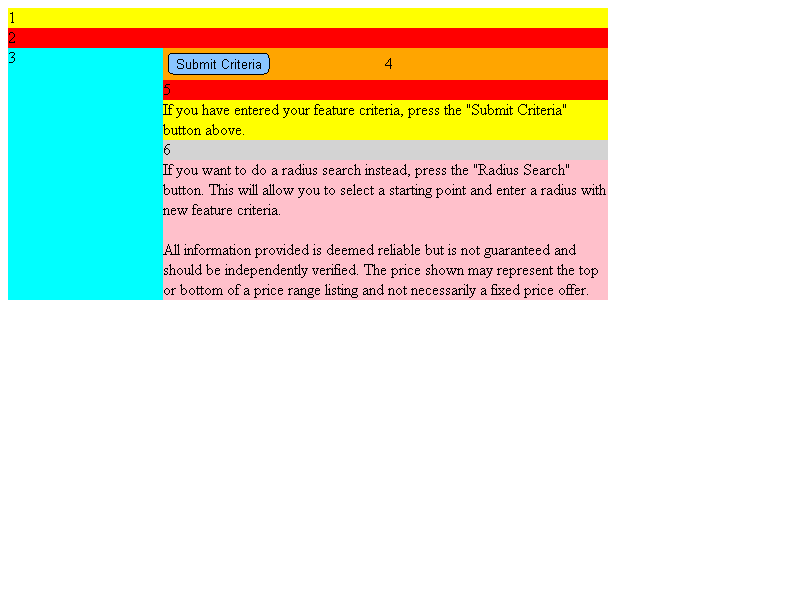 1
2
3
Submit Criteria 4
5
If you have entered your feature criteria, press the "Submit Criteria"
button above.
6
If you want to do a radius search instead, press the "Radius Search"
button. This will allow you to select a starting point and enter a radius with
new feature criteria.
All information provided is deemed reliable but is not guaranteed and
should be independently verified. The price shown may represent the top
or bottom of a price range listing and not necessarily a fixed price offer.